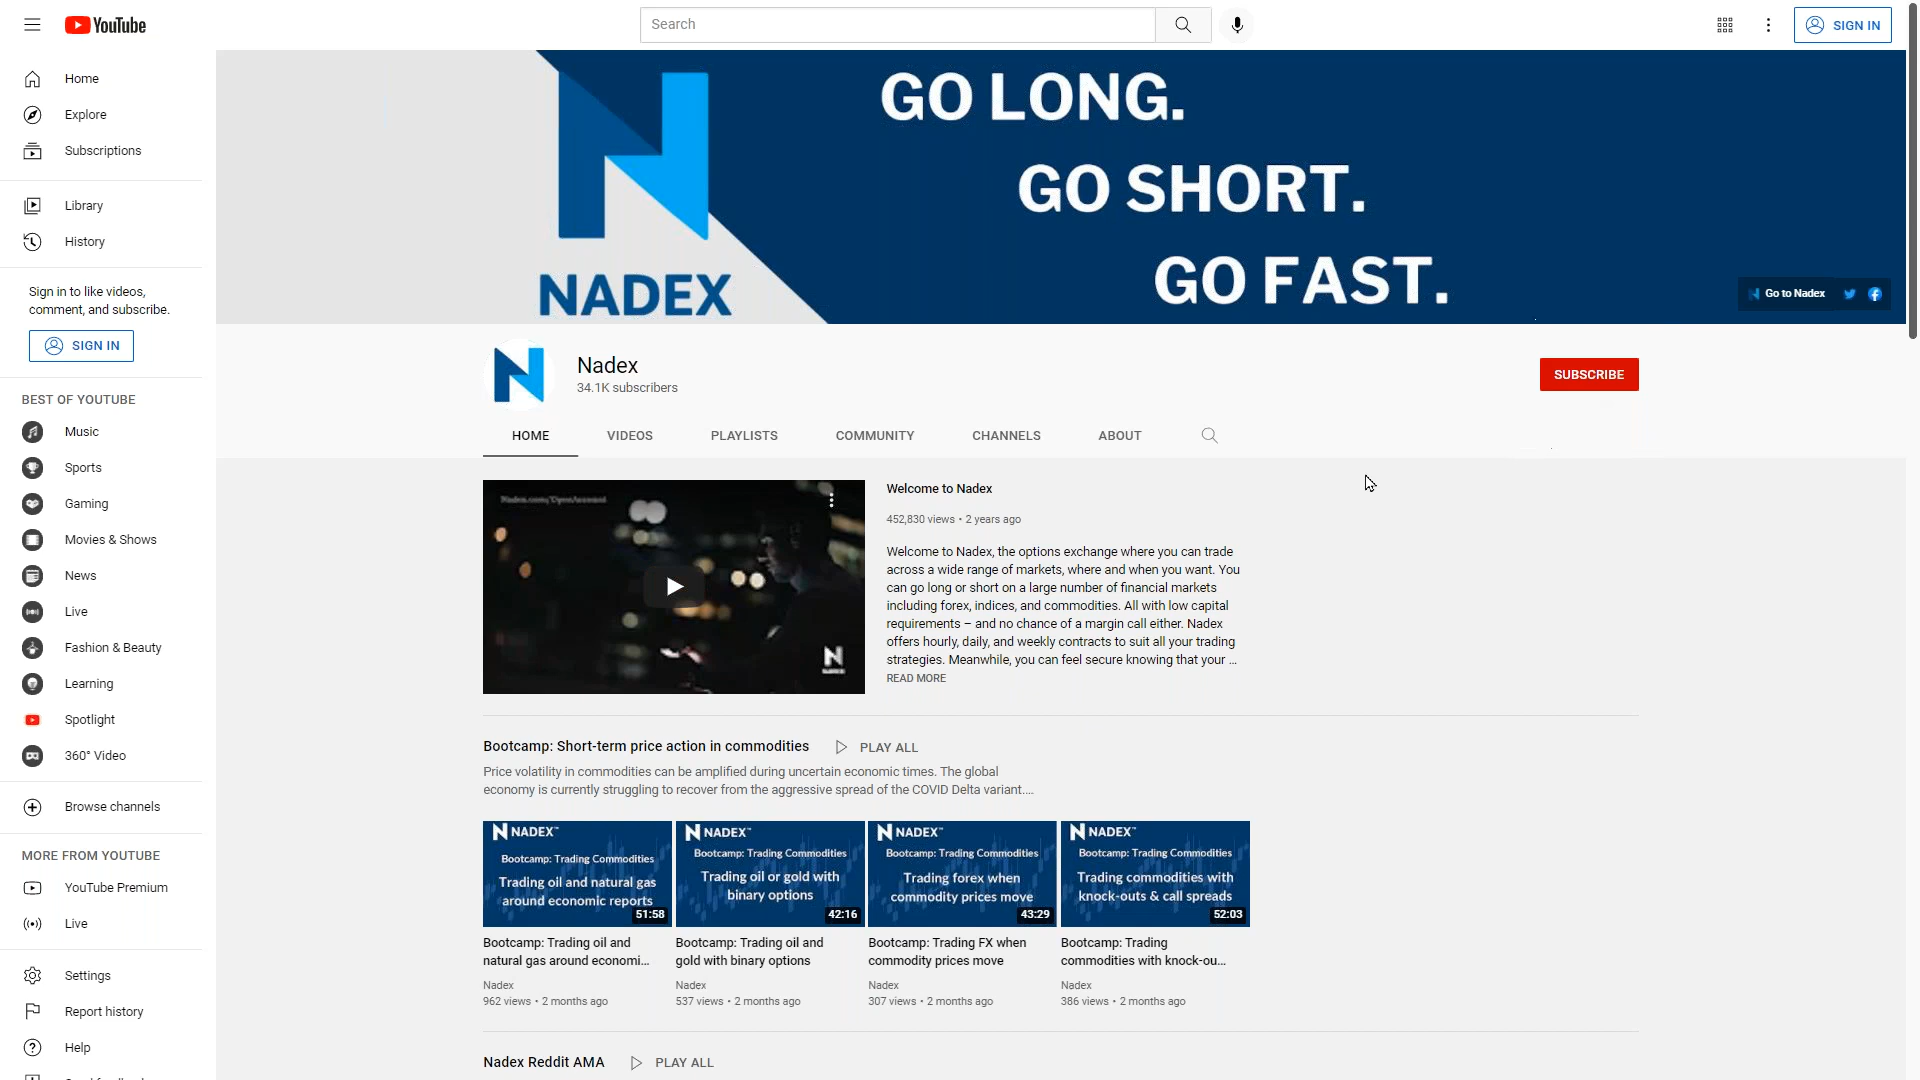 YouTube
Search
SIGN IN
Home
Explore
Subscriptions
Library
History
Sign in to like videos,
comment, and subscribe.
SIGN IN
BEST OF YOUTUBE
Music
Sports
Gaming
Movies & Shows
News
Live
Fashion & Beauty
Learning
Spotlight
360° Video
Browse channels
MORE FROM YOUTUBE
YouTube Premium
Live
Settings
Report history
Help
GO LONG.
GO SHORT.
GO FAST.
NADEX
Go to Nadex
Nadex
34.1K subscribers
SUBSCRIBE
HOME
VIDEOS
PLAYLISTS
COMMUNITY
CHANNELS
ABOUT
Welcome to Nadex
452,830 views • 2 years ago
Welcome to Nadex, the options exchange where you can trade
across a wide range of markets, where and when you want. You
can go long or short on a large number of financial markets
including forex, indices, and commodities. All with low capital
requirements – and no chance of a margin call either. Nadex
offers hourly, daily, and weekly contracts to suit all your trading
strategies. Meanwhile, you can feel secure knowing that your ...
READ MORE
Bootcamp: Short-term price action in commodities
PLAY ALL
Price volatility in commodities can be amplified during uncertain economic times. The global
economy is currently struggling to recover from the aggressive spread of the COVID Delta variant....
NADEX™
Bootcamp: Trading Commodities
Trading oil and natural gas
around economic reports
51:58
Bootcamp: Trading oil and
natural gas around economi...
Nadex
962 views • 2 months ago
NADEX™
Bootcamp: Trading Commodities
Trading oil or gold with
binary options
42:16
Bootcamp: Trading oil and
gold with binary options
Nadex
537 views • 2 months ago
NADEX™
Bootcamp: Trading Commodities
Trading forex when
commodity prices move
43:29
Bootcamp: Trading FX when
commodity prices move
Nadex
307 views • 2 months ago
NADEX™
Bootcamp: Trading Commodities
Trading commodities with
knock-outs & call spreads
52:03
Bootcamp: Trading
commodities with knock-ou...
Nadex
386 views • 2 months ago
Nadex Reddit AMA
PLAY ALL